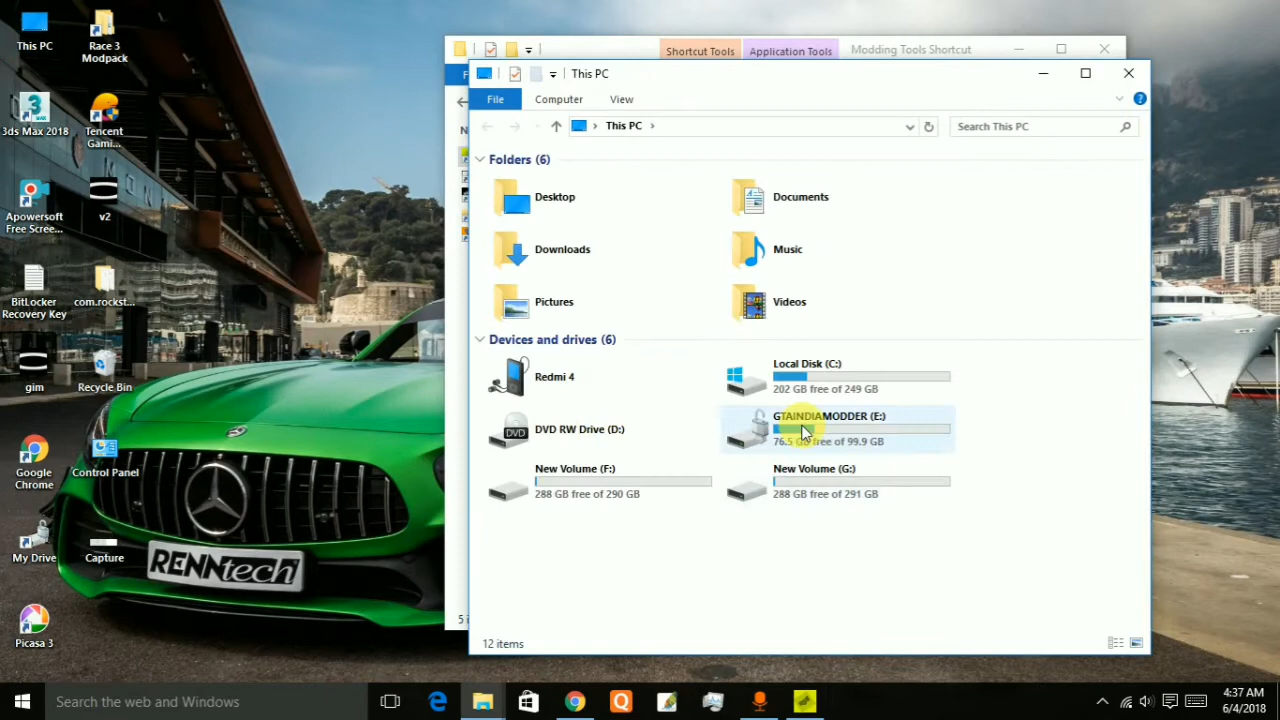 This PC
Race 3
Modpack
3ds Max 2018
Tencent
Gami...
Apowersoft
Free Scree...
v2
BitLocker
Recovery Key
com.rockst...
gim
Recycle Bin
Google
Chrome
Control Panel
My Drive
Capture
Picasa 3
MON
RENNtech
Shortcut Tools
Application Tools
Modding Tools Shortcut
This PC
File
Computer
View
This PC
Search This PC
Folders (6)
Desktop
Documents
Downloads
Music
Pictures
Videos
Devices and drives (6)
Redmi 4
Local Disk (C:)
202 GB free of 249 GB
DVD
DVD RW Drive (D:)
GTAINDIAMODDER (E:)
76.5 GB free of 99.9 GB
New Volume (F:)
288 GB free of 290 GB
New Volume (G:)
288 GB free of 291 GB
12 items
Search the web and Windows
4:37 AM
6/4/2018